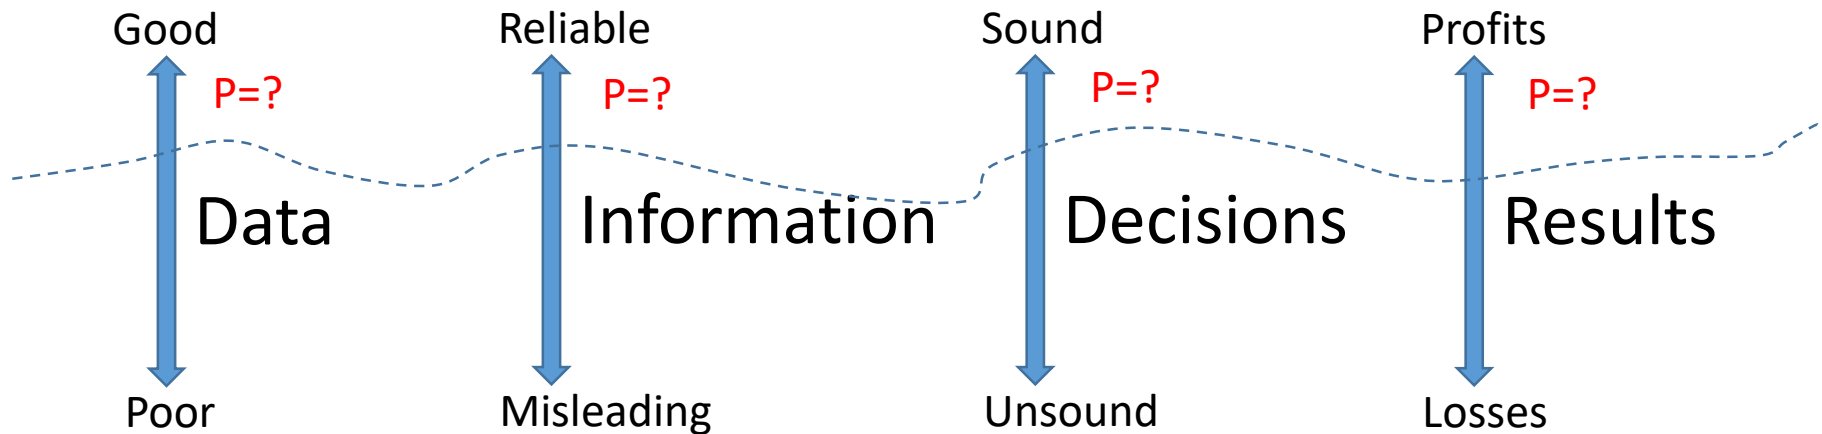 Good
Reliable
Sound
Profits
P=?
P=?
P=?
P=?
Data
Information
Decisions
Results
Poor
Misleading
Unsound
Losses